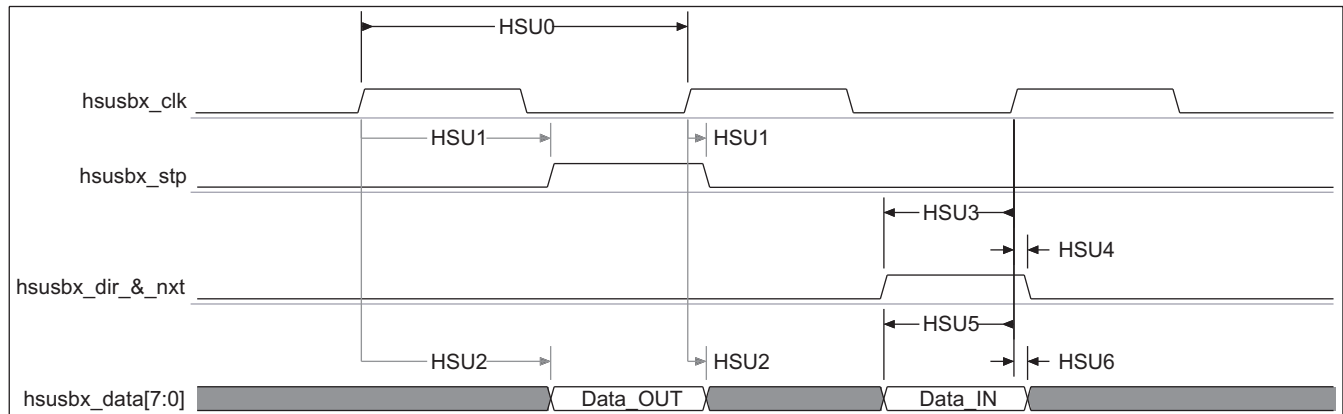 HSU0
hsusbx_clk
HSU1 HSU1
hsusbx_stp
HSU3
HSU4
hsusbx_dir_&_nxt
HSU5
HSU2 HSU2 HSU6
hsusbx_data[7:0] Data_OUT Data_IN